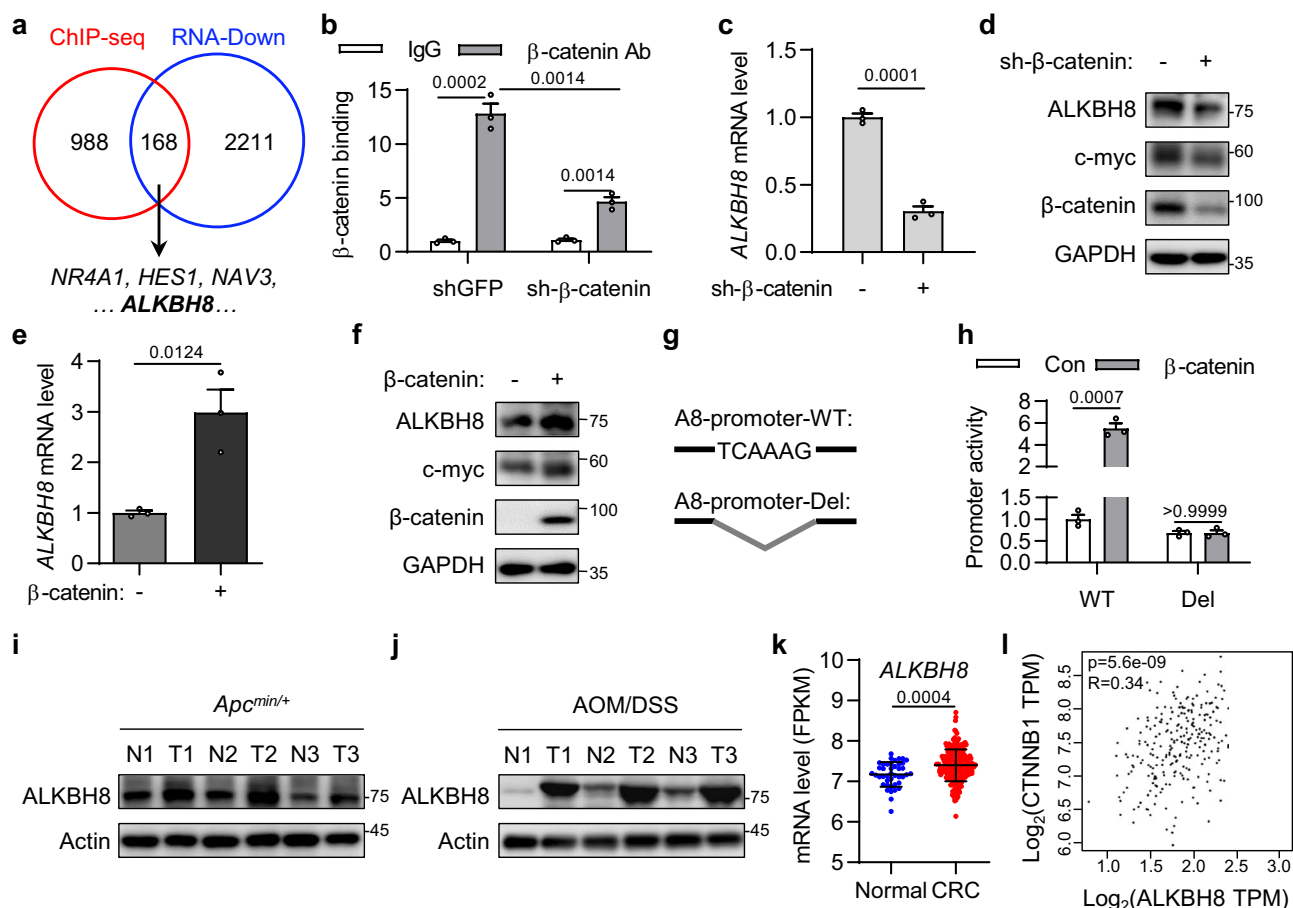 a
ChIP-seq RNA-Down
988 168 2211
NR4A1, HES1, NAV3,
... ALKBH8...
b
IgG β-catenin Ab
β-catenin binding
15
10
5
0
0.0002 0.0014
0.0014
shGFP sh-β-catenin
c
ALKBH8 mRNA level
1.5
1.0
0.5
0.0
0.0001
sh-β-catenin - +
d
sh-β-catenin: - +
ALKBH8 75
c-myc 60
β-catenin 100
GAPDH 35
e
ALKBH8 mRNA level
4
3
2
1
0
0.0124
β-catenin: - +
f
β-catenin: - +
ALKBH8 75
c-myc 60
β-catenin 100
GAPDH 35
g
A8-promoter-WT:
TCAAAG
A8-promoter-Del:
h
Con β-catenin
Promoter activity
8
6
4
2
1.5
1.0
0.5
0.0
0.0007
>0.9999
WT Del
i
Apcmin/+
N1 T1 N2 T2 N3 T3
ALKBH8 75
Actin 45
j
AOM/DSS
N1 T1 N2 T2 N3 T3
ALKBH8 75
Actin 45
k
mRNA level (FPKM)
10
9
8
7
6
5
ALKBH8
0.0004
Normal CRC
l
Log2(CTNNB1 TPM)
8.5
8.0
7.5
7.0
6.5
6.0
p=5.6e-09
R=0.34
1.0 1.5 2.0 2.5 3.0
Log2(ALKBH8 TPM)